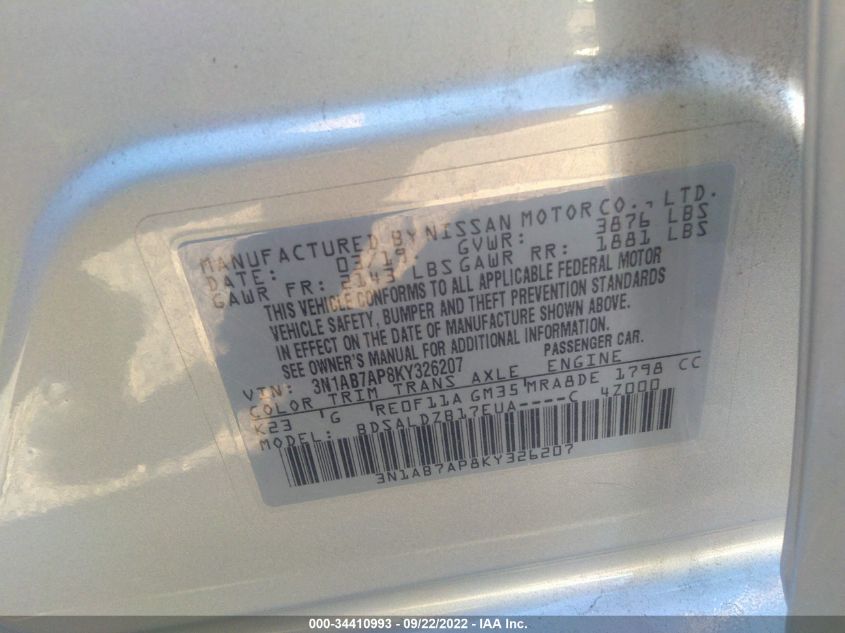 MANUFACTURED BY NISSAN MOTOR CO., LTD.
DATE: 03/19 GVWR: 3876 LBS
GAWR FR: 2143 LBS GAWR RR: 1881 LBS
THIS VEHICLE CONFORMS TO ALL APPLICABLE FEDERAL MOTOR
VEHICLE SAFETY, BUMPER AND THEFT PREVENTION STANDARDS
IN EFFECT ON THE DATE OF MANUFACTURE SHOWN ABOVE.
SEE OWNER'S MANUAL FOR ADDITIONAL INFORMATION.
VIN: 3N1AB7AP8KY326207 PASSENGER CAR.
COLOR TRIM TRANS AXLE ENGINE
K23 G RE0F11A GM35 MRA8DE 1798 CC
MODEL: BDSALDZB17EUA----C 4Z000
3N1AB7AP8KY326207
000-34410993 - 09/22/2022 - IAA Inc.